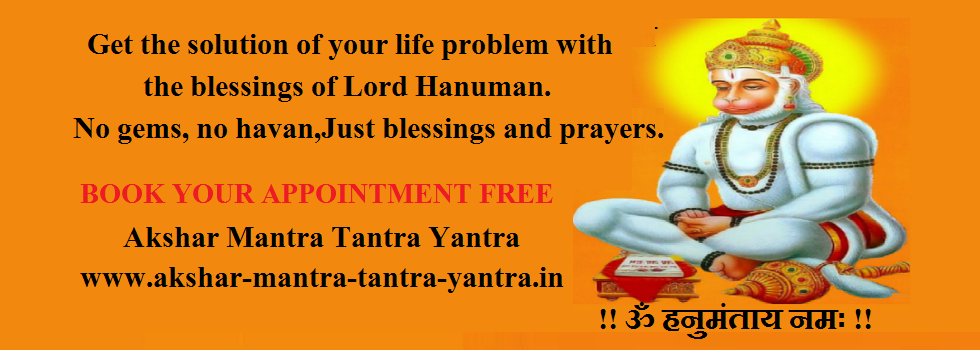 Get the solution of your life problem with
the blessings of Lord Hanuman.
No gems, no havan,Just blessings and prayers.
BOOK YOUR APPOINTMENT FREE
Akshar Mantra Tantra Yantra
www.akshar-mantra-tantra-yantra.in
!! ॐ हनुमंताय नमः !!